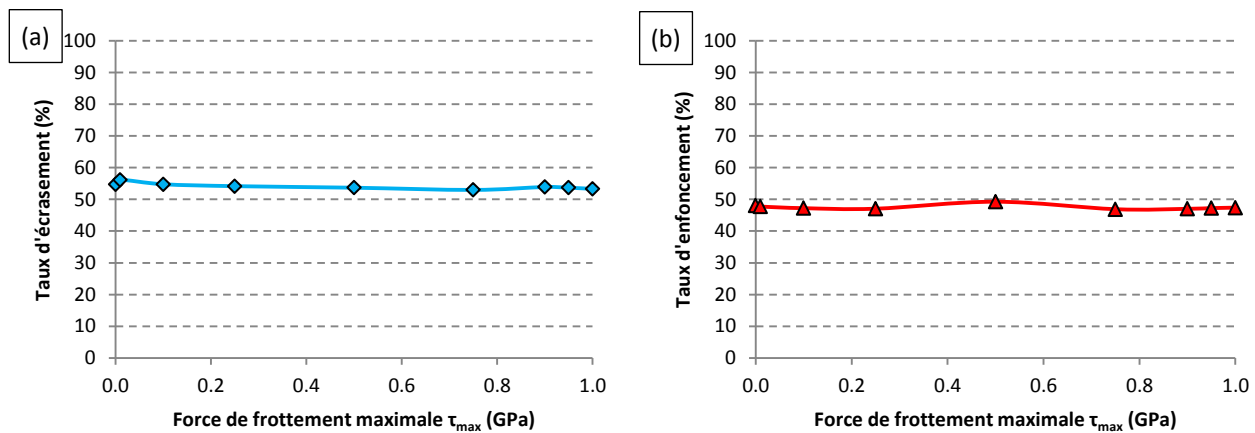 (a)
Taux d'écrasement (%)
100
90
80
70
60
50
40
30
20
10
0
0.0 0.2 0.4 0.6 0.8 1.0
Force de frottement maximale τmax (GPa)
(b)
Taux d'enfoncement (%)
100
90
80
70
60
50
40
30
20
10
0
0.0 0.2 0.4 0.6 0.8 1.0
Force de frottement maximale τmax (GPa)